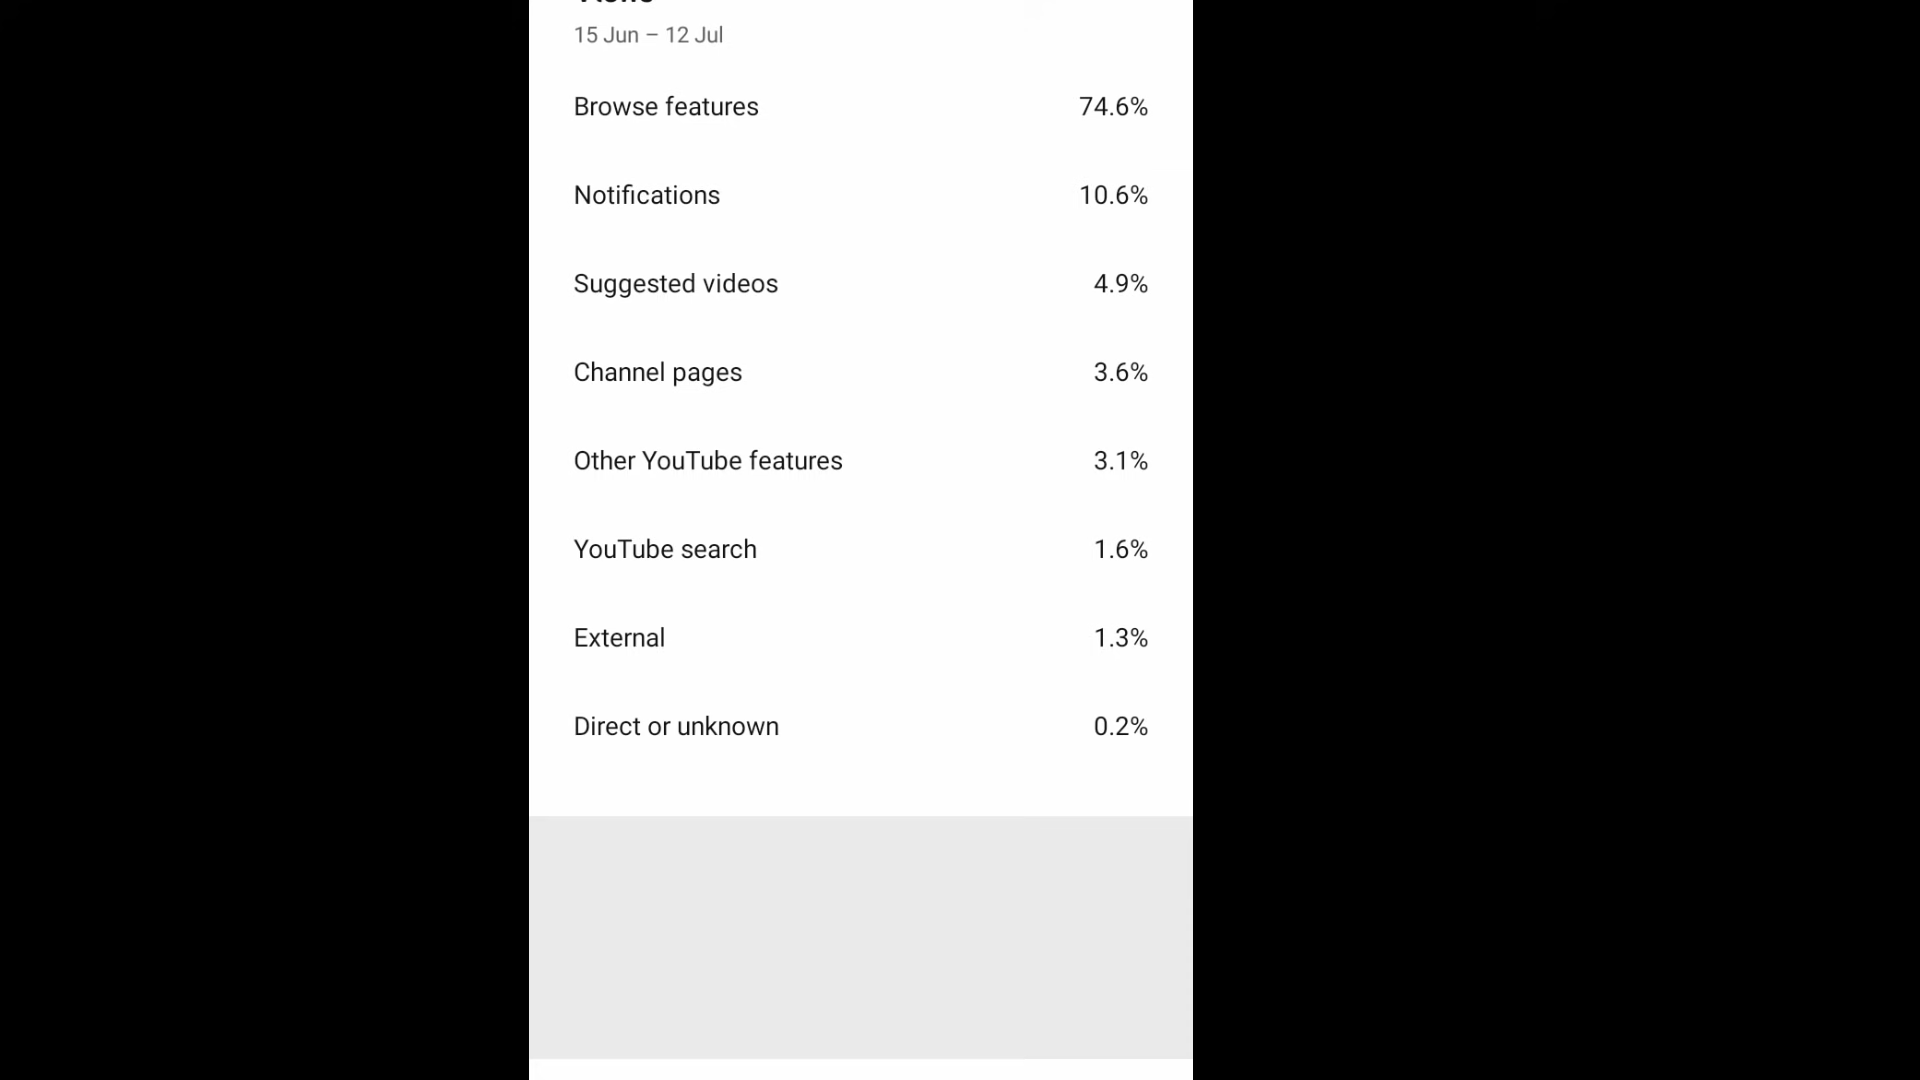 15 Jun – 12 Jul
Browse features 74.6%
Notifications 10.6%
Suggested videos 4.9%
Channel pages 3.6%
Other YouTube features 3.1%
YouTube search 1.6%
External 1.3%
Direct or unknown 0.2%